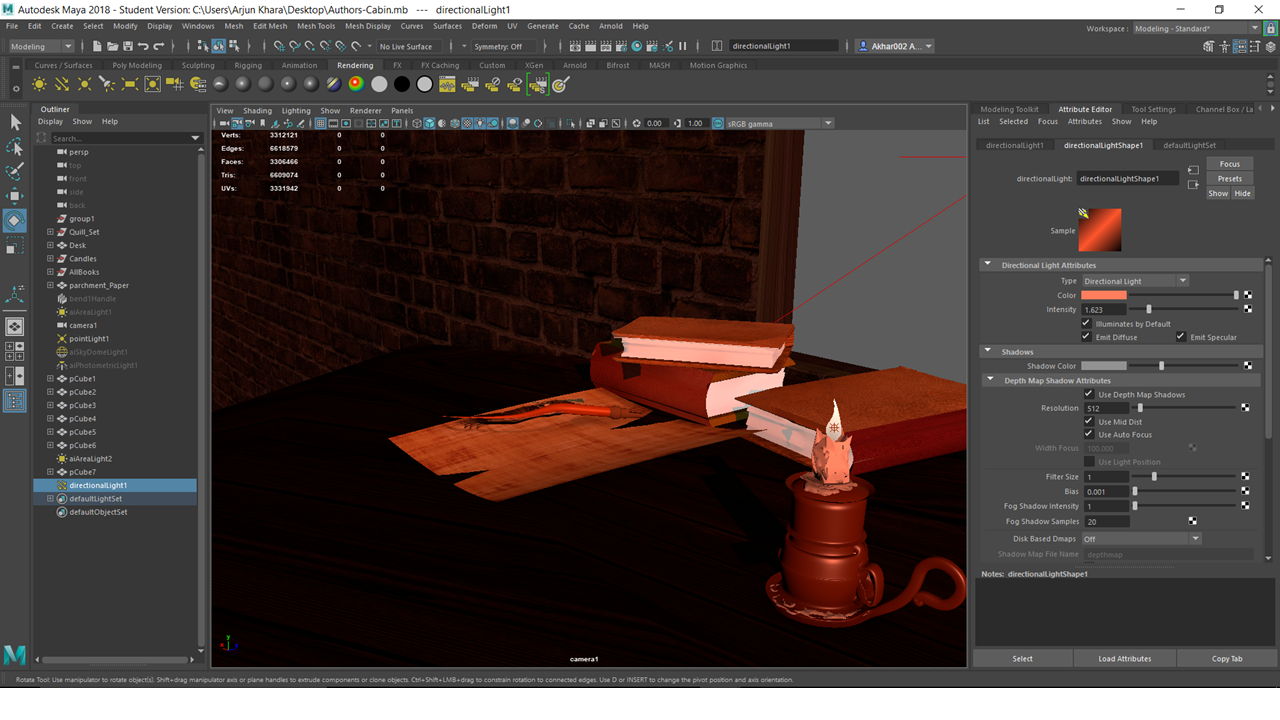 Autodesk Maya 2018 - Student Version: C:\Users\Arjun Khara\Desktop\Authors-Cabin.mb --- directionalLight1
File Edit Create Select Modify Display Windows Mesh Edit Mesh Mesh Tools Mesh Display Curves Surfaces Deform UV Generate Cache Arnold Help
Workspace : Modeling - Standard*
Modeling No Live Surface Symmetry: Off directionalLight1 Akhar002 A...
Curves / Surfaces Poly Modeling Sculpting Rigging Animation Rendering FX FX Caching Custom XGen Arnold Bifrost MASH Motion Graphics
Outliner
Display Show Help
Search...
persp
top
front
side
back
group1
Quill_Set
Desk
Candles
AllBooks
parchment_Paper
bend1Handle
aiAreaLight1
camera1
pointLight1
aiSkyDomeLight1
aiPhotometricLight1
pCube1
pCube2
pCube3
pCube4
pCube5
pCube6
aiAreaLight2
pCube7
directionalLight1
defaultLightSet
defaultObjectSet
View Shading Lighting Show Renderer Panels
0.00 1.00 sRGB gamma
Verts: 3312121 0 0
Edges: 6618579 0 0
Faces: 3306466 0 0
Tris: 6609074 0 0
UVs: 3331942 0 0
y
camera1
Modeling Toolkit Attribute Editor Tool Settings Channel Box / La
List Selected Focus Attributes Show Help
directionalLight1 directionalLightShape1 defaultLightSet
Focus
directionalLight: directionalLightShape1 Presets
Show Hide
Sample
Directional Light Attributes
Type Directional Light
Color
Intensity 1.623
Illuminates by Default
Emit Diffuse Emit Specular
Shadows
Shadow Color
Depth Map Shadow Attributes
Use Depth Map Shadows
Resolution 512
Use Mid Dist
Use Auto Focus
Width Focus 100.000
Use Light Position
Filter Size 1
Bias 0.001
Fog Shadow Intensity 1
Fog Shadow Samples 20
Disk Based Dmaps Off
Shadow Map File Name depthmap
Notes: directionalLightShape1
Select Load Attributes Copy Tab
Rotate Tool: Use manipulator to rotate object(s). Shift+drag manipulator axis or plane handles to extrude components or clone objects. Ctrl+Shift+LMB+drag to constrain rotation to connected edges. Use D or INSERT to change the pivot position and axis orientation.